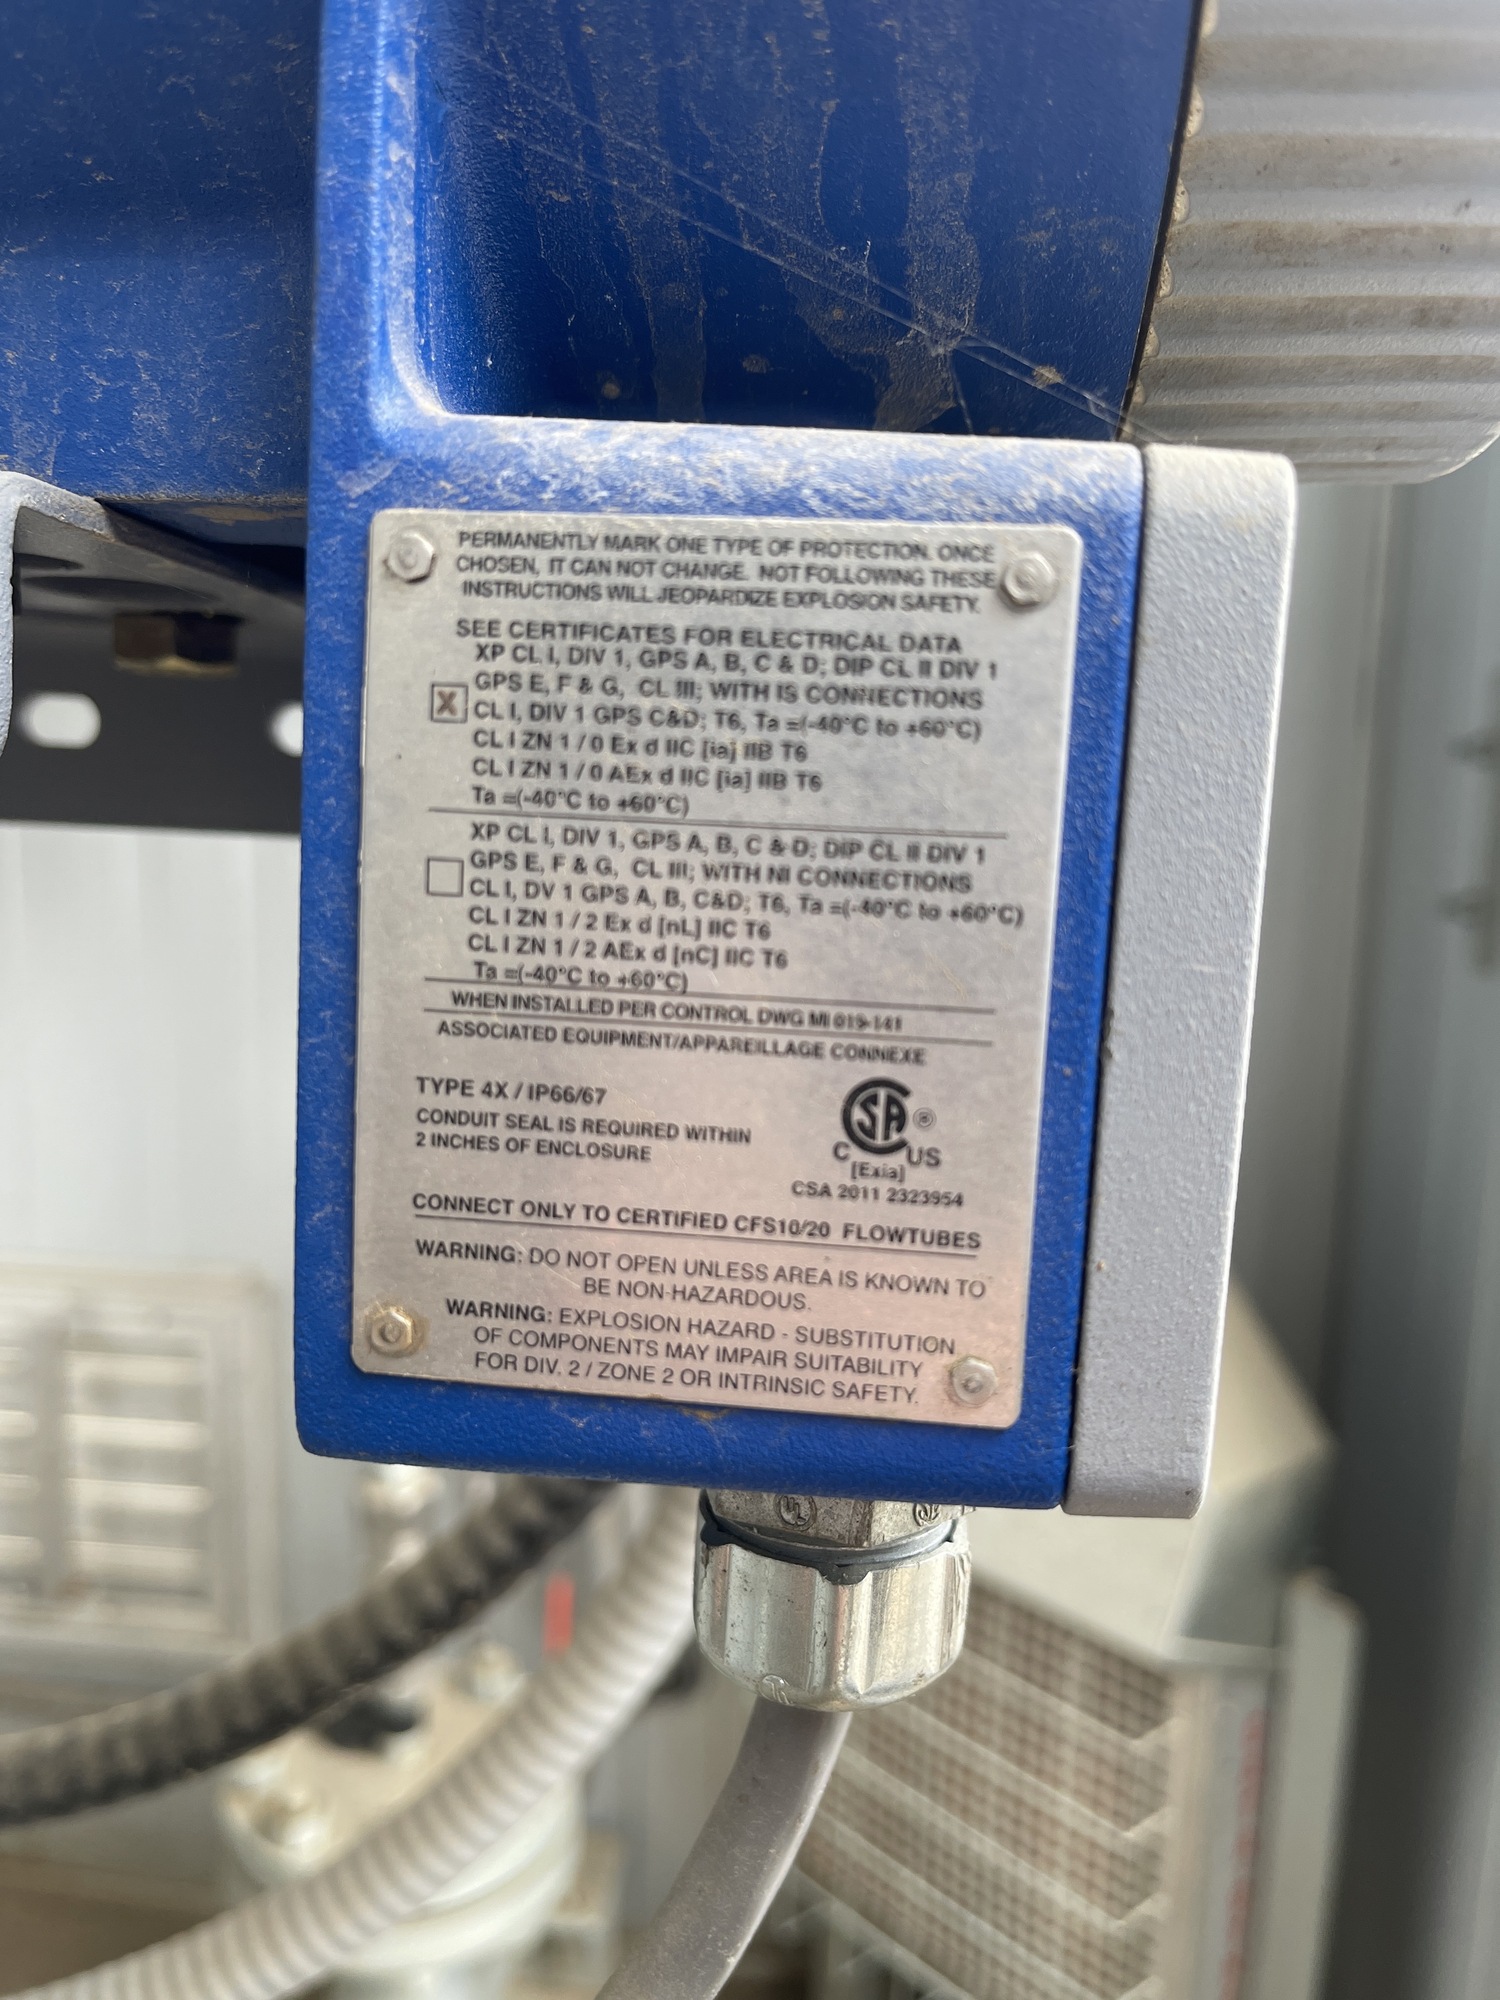 PERMANENTLY MARK ONE TYPE OF PROTECTION. ONCE
CHOSEN, IT CAN NOT CHANGE. NOT FOLLOWING THESE
INSTRUCTIONS WILL JEOPARDIZE EXPLOSION SAFETY.
SEE CERTIFICATES FOR ELECTRICAL DATA
XP CL I, DIV 1, GPS A, B, C & D; DIP CL II DIV 1
GPS E, F & G, CL III; WITH IS CONNECTIONS
X CL I, DIV 1 GPS C&D; T6, Ta =(-40°C to +60°C)
CL I ZN 1 / 0 Ex d IIC [ia] IIB T6
CL I ZN 1 / 0 AEx d IIC [ia] IIB T6
Ta =(-40°C to +60°C)
XP CL I, DIV 1, GPS A, B, C & D; DIP CL II DIV 1
GPS E, F & G, CL III; WITH NI CONNECTIONS
CL I, DV 1 GPS A, B, C&D; T6, Ta =(-40°C to +60°C)
CL I ZN 1 / 2 Ex d [nL] IIC T6
CL I ZN 1 / 2 AEx d [nC] IIC T6
Ta =(-40°C to +60°C)
WHEN INSTALLED PER CONTROL DWG MI 019-141
ASSOCIATED EQUIPMENT/APPAREILLAGE CONNEXE
TYPE 4X / IP66/67
CONDUIT SEAL IS REQUIRED WITHIN
2 INCHES OF ENCLOSURE
CSA ®
C US
[Exia]
CSA 2011 2323954
CONNECT ONLY TO CERTIFIED CFS10/20 FLOWTUBES
WARNING: DO NOT OPEN UNLESS AREA IS KNOWN TO
BE NON-HAZARDOUS.
WARNING: EXPLOSION HAZARD - SUBSTITUTION
OF COMPONENTS MAY IMPAIR SUITABILITY
FOR DIV. 2 / ZONE 2 OR INTRINSIC SAFETY.
UL